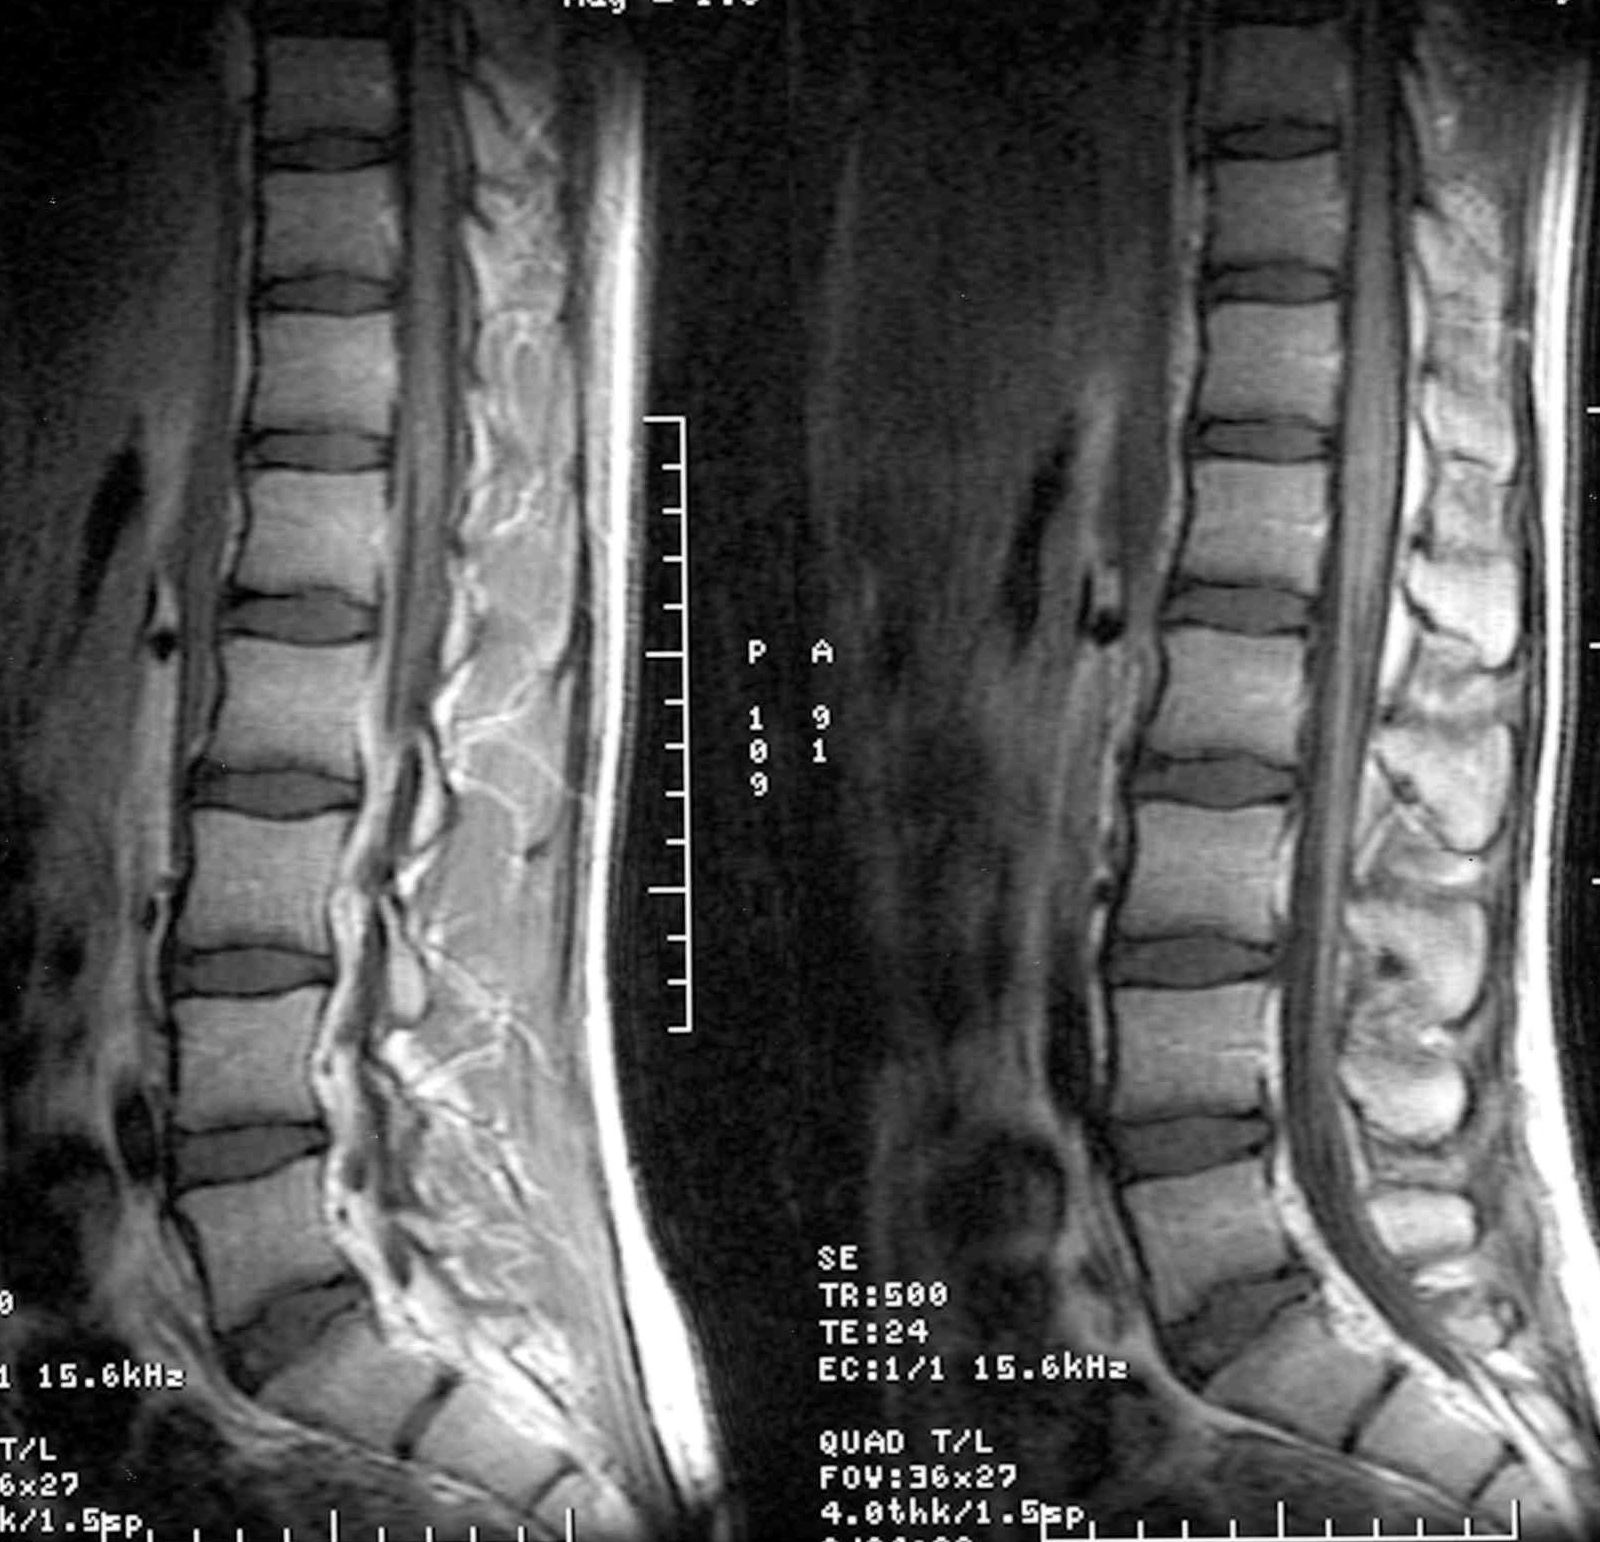 P A
1 9
0 1
9
0
1 15.6kHz
T/L
6x27
k/1.5sp
SE
TR:500
TE:24
EC:1/1 15.6kHz
QUAD T/L
FOV:36x27
4.0thk/1.5sp